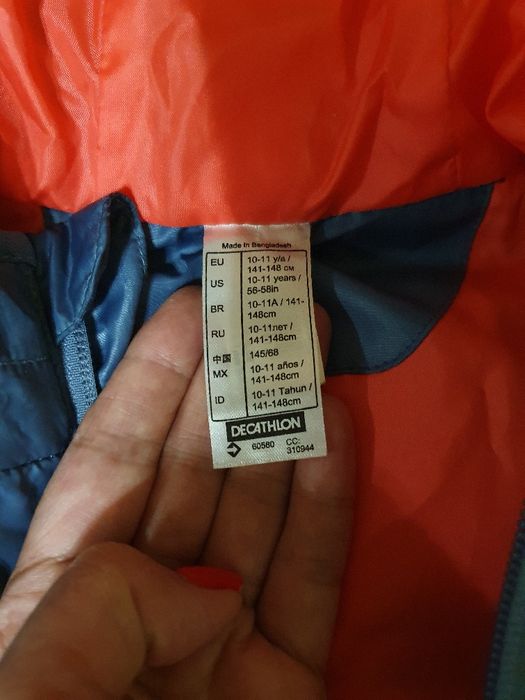 Made in Bangladesh
EU 10-11 y/a /
141-148 см
US 10-11 years /
56-58in
BR 10-11A / 141-
148cm
RU 10-11лет /
141-148cm
中国 145/68
MX 10-11 años /
141-148cm
ID 10-11 Tahun /
141-148cm
DECATHLON
60580 CC:
310944